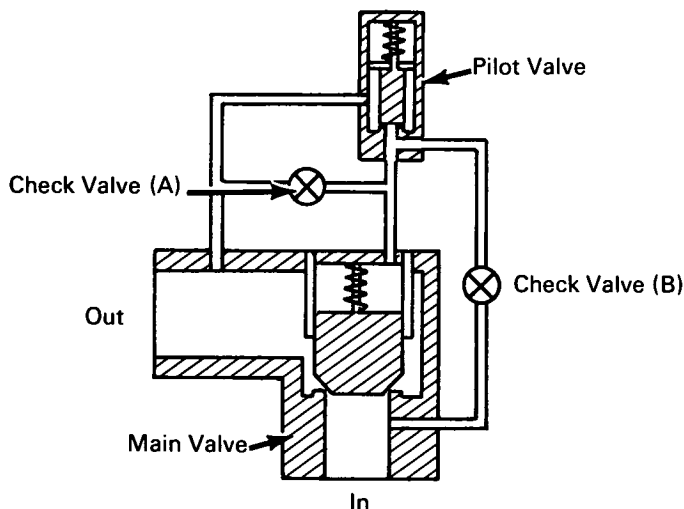 Pilot Valve
Check Valve (A)
Check Valve (B)
Out
Main Valve
In